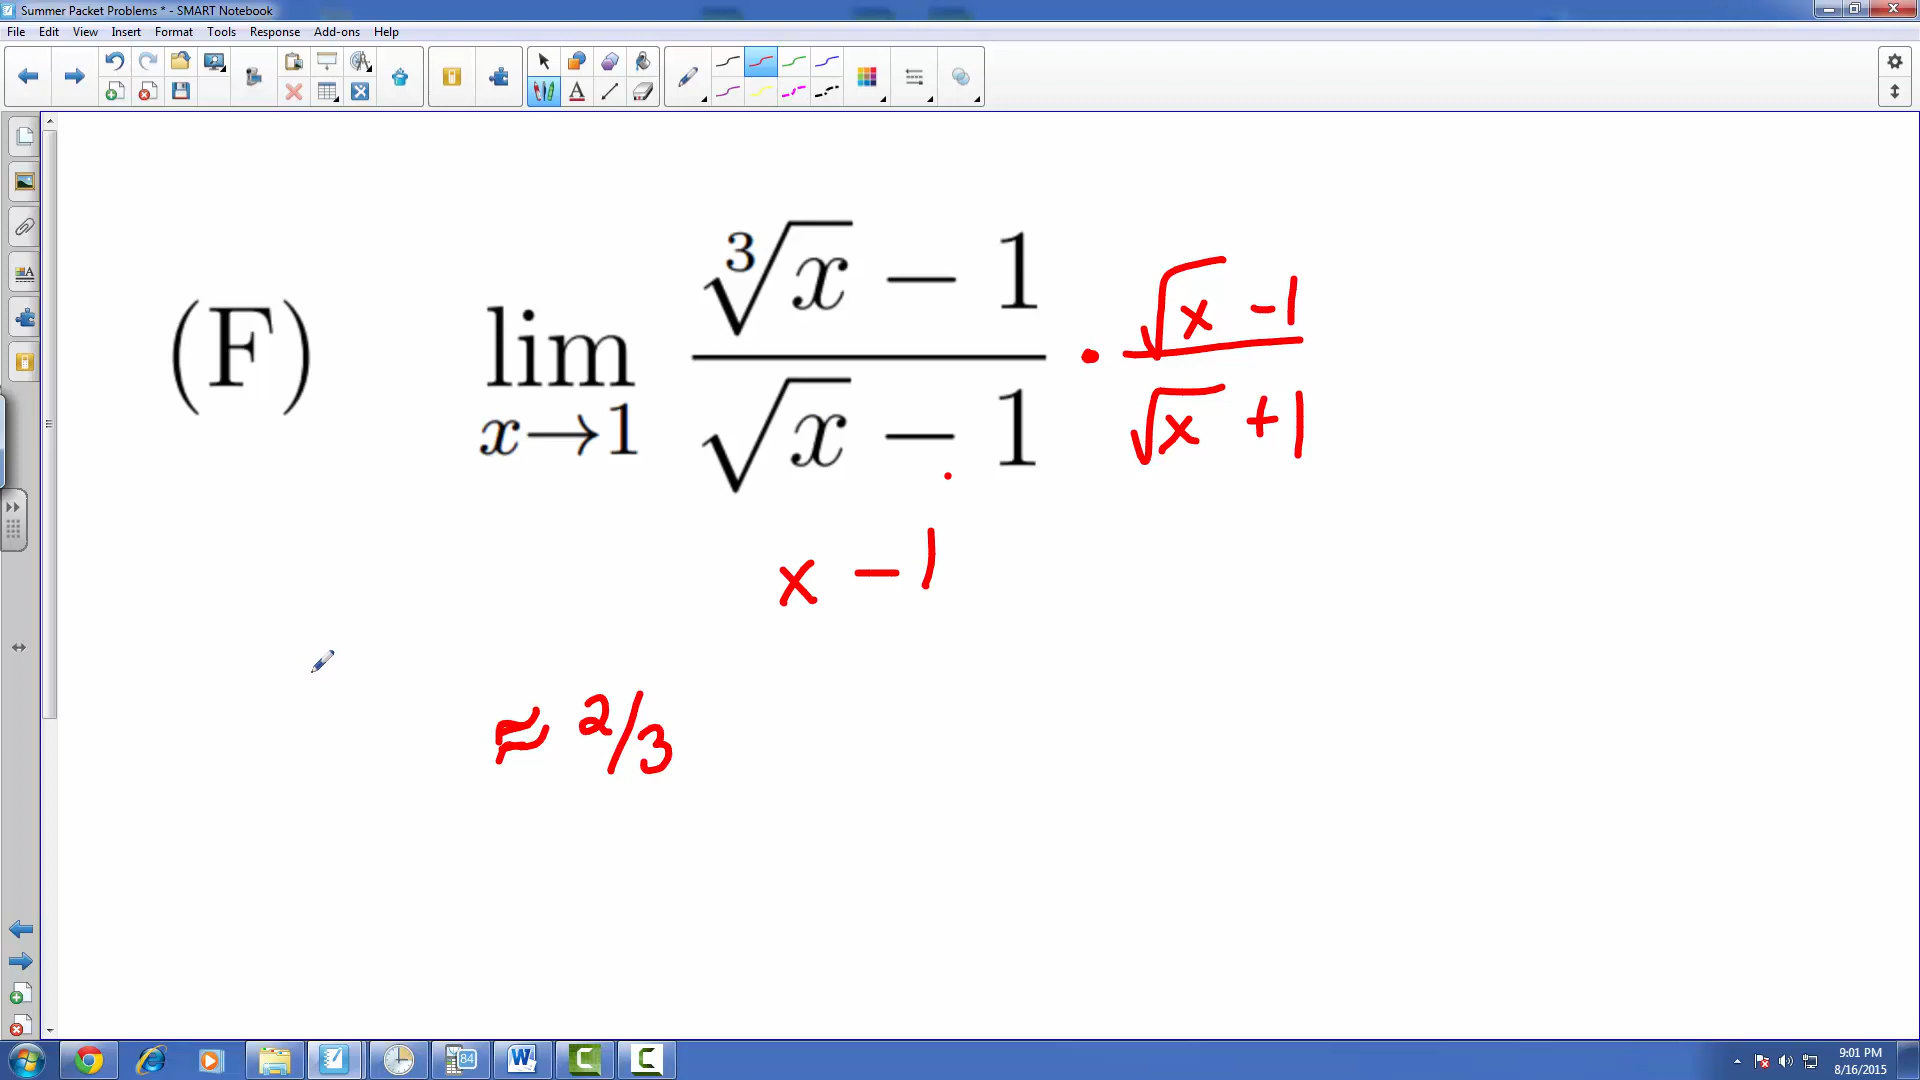 Summer Packet Problems * - SMART Notebook
File Edit View Insert Format Tools Response Add-ons Help
(F) lim x→1 ∛x − 1 / √x − 1 • √x − 1 / √x + 1
x − 1
≈ 2/3
84
9:01 PM
8/16/2015